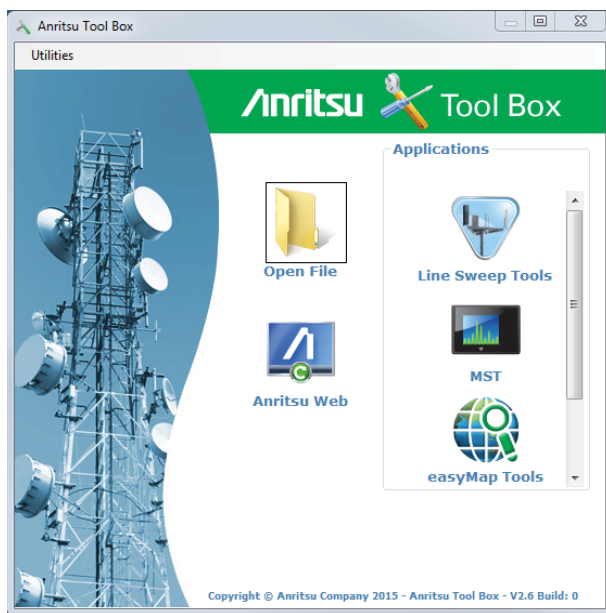 Anritsu Tool Box
Utilities
Anritsu Tool Box
Applications
Open File
Line Sweep Tools
Anritsu Web
MST
easyMap Tools
Copyright © Anritsu Company 2015 - Anritsu Tool Box - V2.6 Build: 0